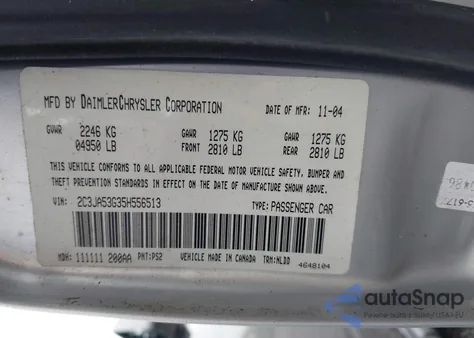 MFD BY DAIMLERCHRYSLER CORPORATION DATE OF MFR: 11-04
GVWR 2246 KG GAWR 1275 KG GAWR 1275 KG
04950 LB FRONT 2810 LB REAR 2810 LB
THIS VEHICLE CONFORMS TO ALL APPLICABLE FEDERAL MOTOR VEHICLE SAFETY, BUMPER AND
THEFT PREVENTION STANDARDS IN EFFECT ON THE DATE OF MANUFACTURE SHOWN ABOVE.
VIN: 2C3JA53G35H556513 TYPE: PASSENGER CAR
MDH: 111111 200AA PNT: PS2 VEHICLE MADE IN CANADA TRM: NLDD
4648104
autoSnap